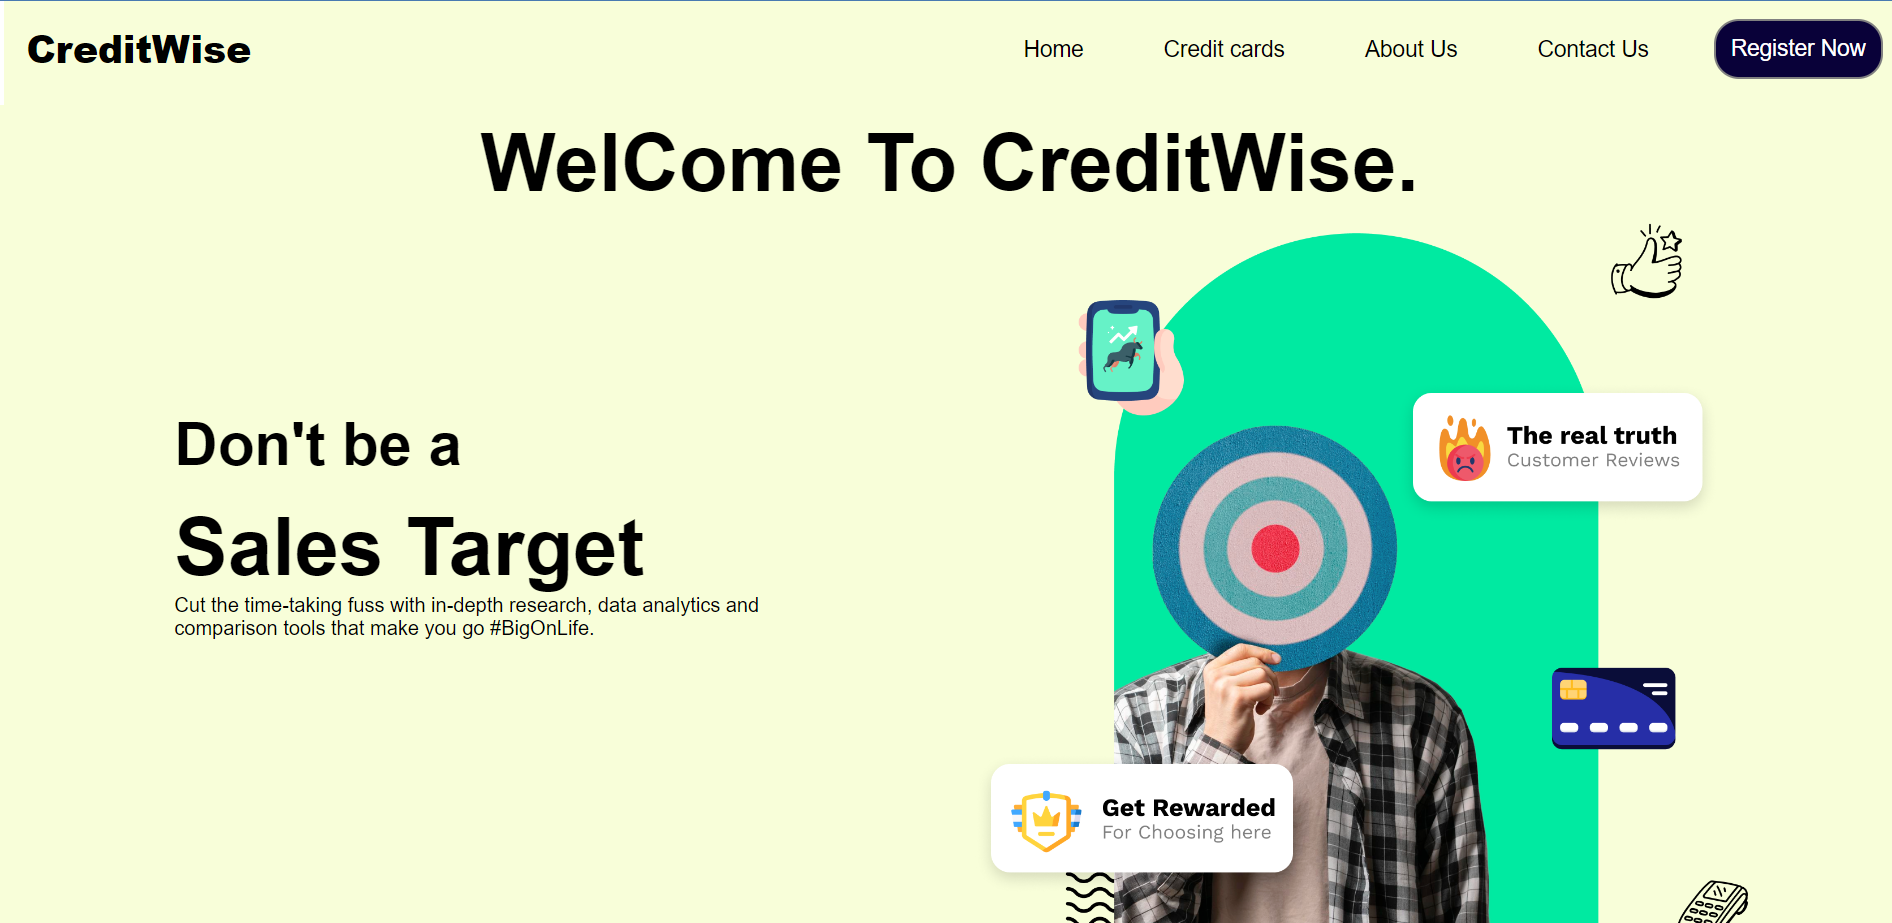 CreditWise
Home
Credit cards
About Us
Contact Us
Register Now
WelCome To CreditWise.
Don't be a
Sales Target
Cut the time-taking fuss with in-depth research, data analytics and
comparison tools that make you go #BigOnLife.
The real truth
Customer Reviews
Get Rewarded
For Choosing here